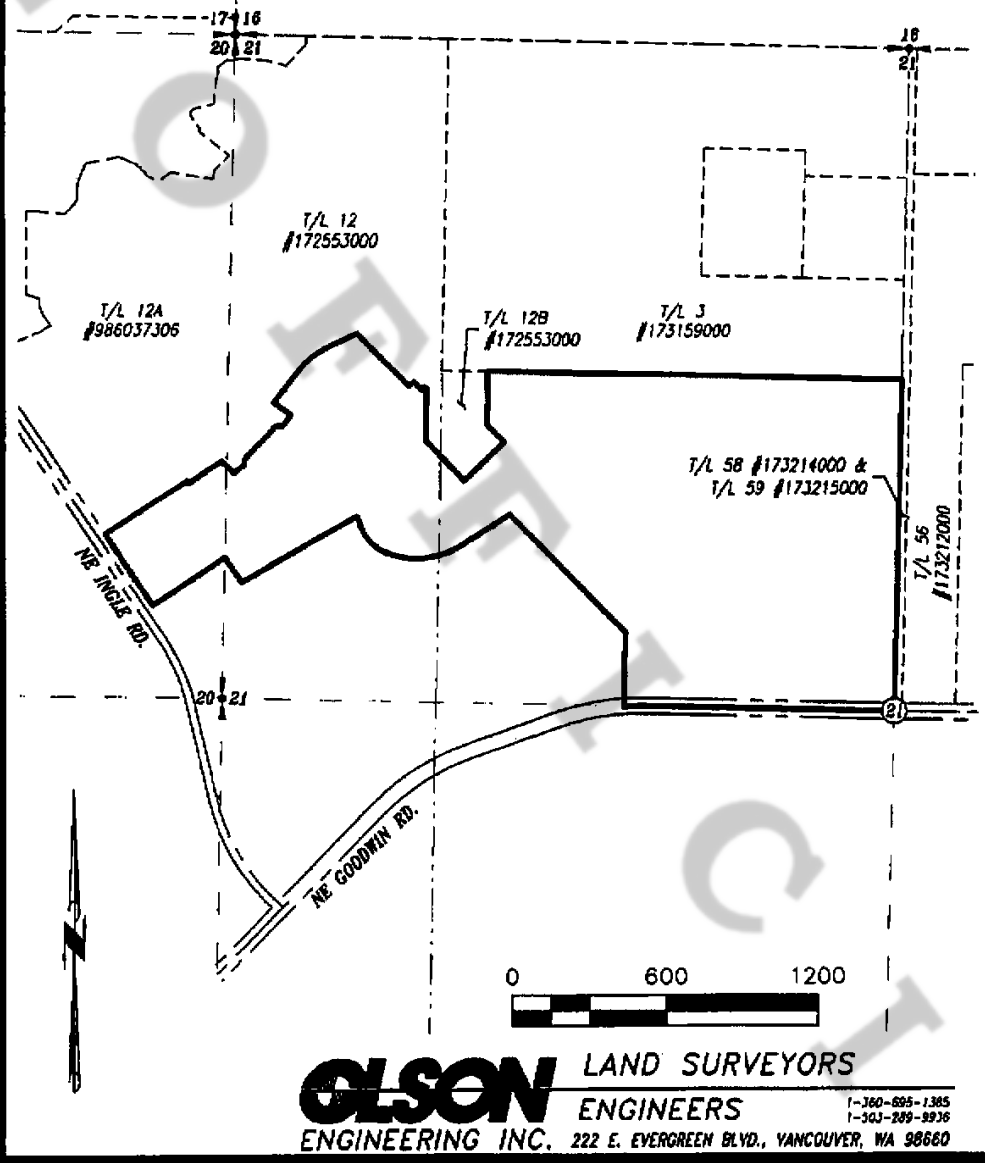 17 16
20 21
16
21
T/L 12
#172553000
T/L 12A
#986037306
T/L 12B
#172553000
T/L 3
#173159000
T/L 58 #173214000 &
T/L 59 #173215000
T/L 56
#173212000
NE INGLE RD.
20 21
21
NE GOODWIN RD.
N
0 600 1200
OLSON
ENGINEERING INC.
LAND SURVEYORS
ENGINEERS
1-360-695-1385
1-503-289-9936
222 E. EVERGREEN BLVD., VANCOUVER, WA 98660
O F F I C I